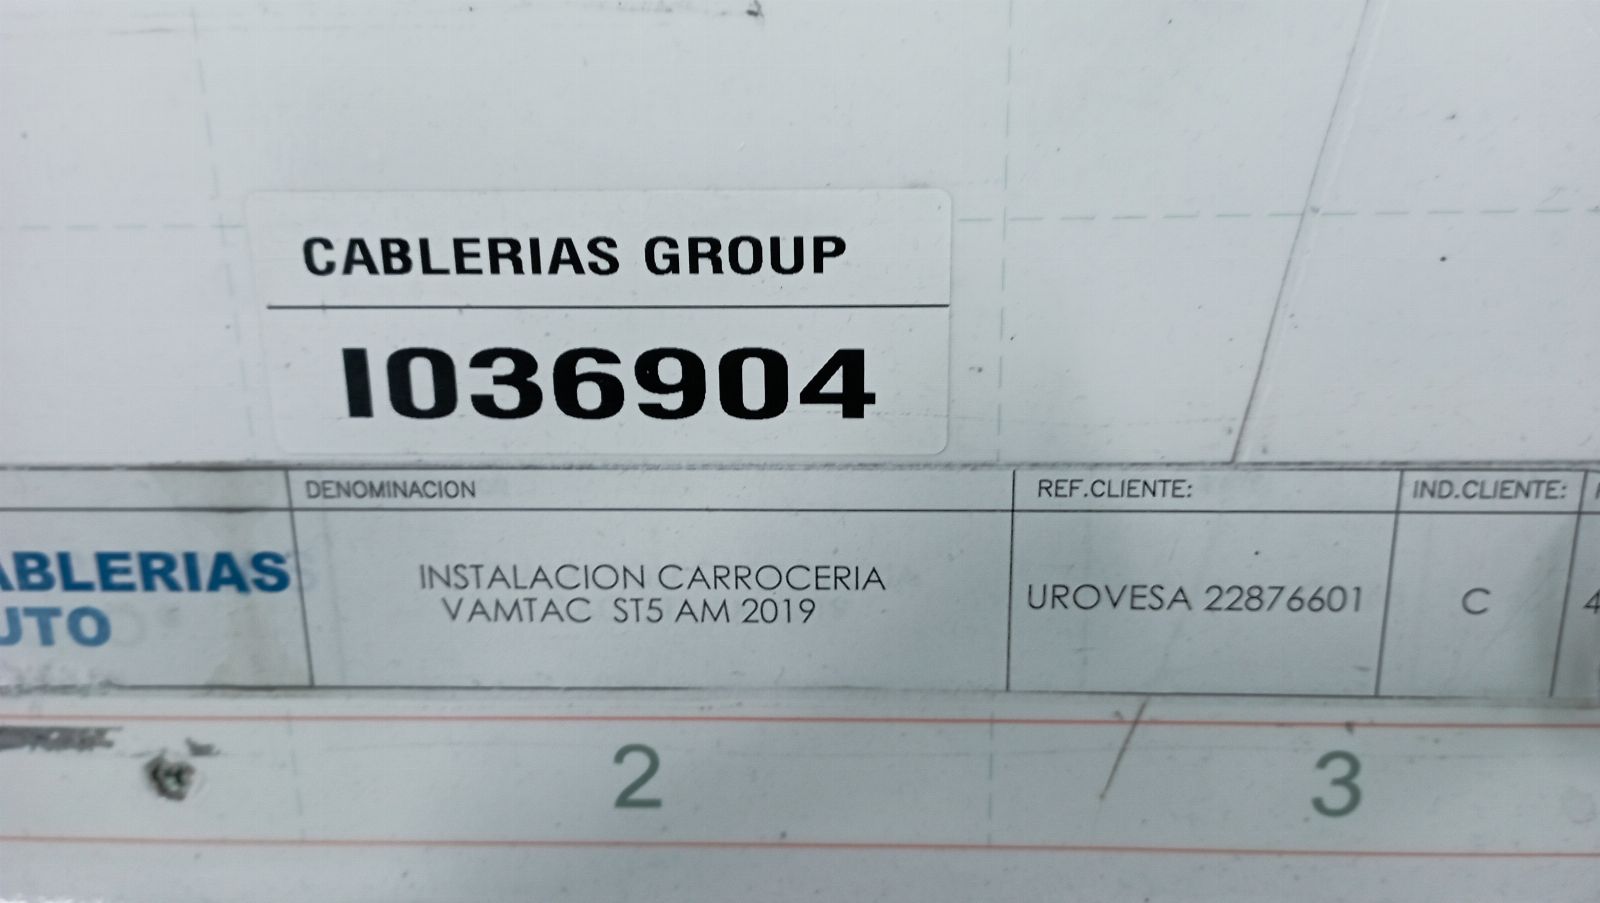 CABLERIAS GROUP
I036904
DENOMINACION
REF.CLIENTE:
IND.CLIENTE:
ABLERIAS
UTO
INSTALACION CARROCERIA
VAMTAC ST5 AM 2019
UROVESA 22876601
C
4
2
3